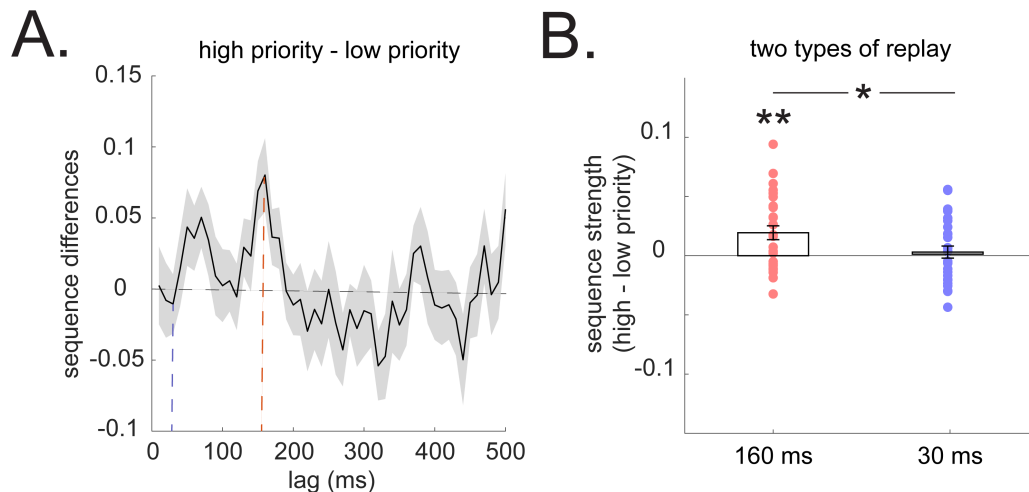 A.
high priority - low priority
0.15
0.1
0.05
0
-0.05
-0.1
sequence differences
0
100
200
300
400
500
lag (ms)
B.
two types of replay
*
**
0.1
0
-0.1
sequence strength
(high - low priority)
160 ms
30 ms